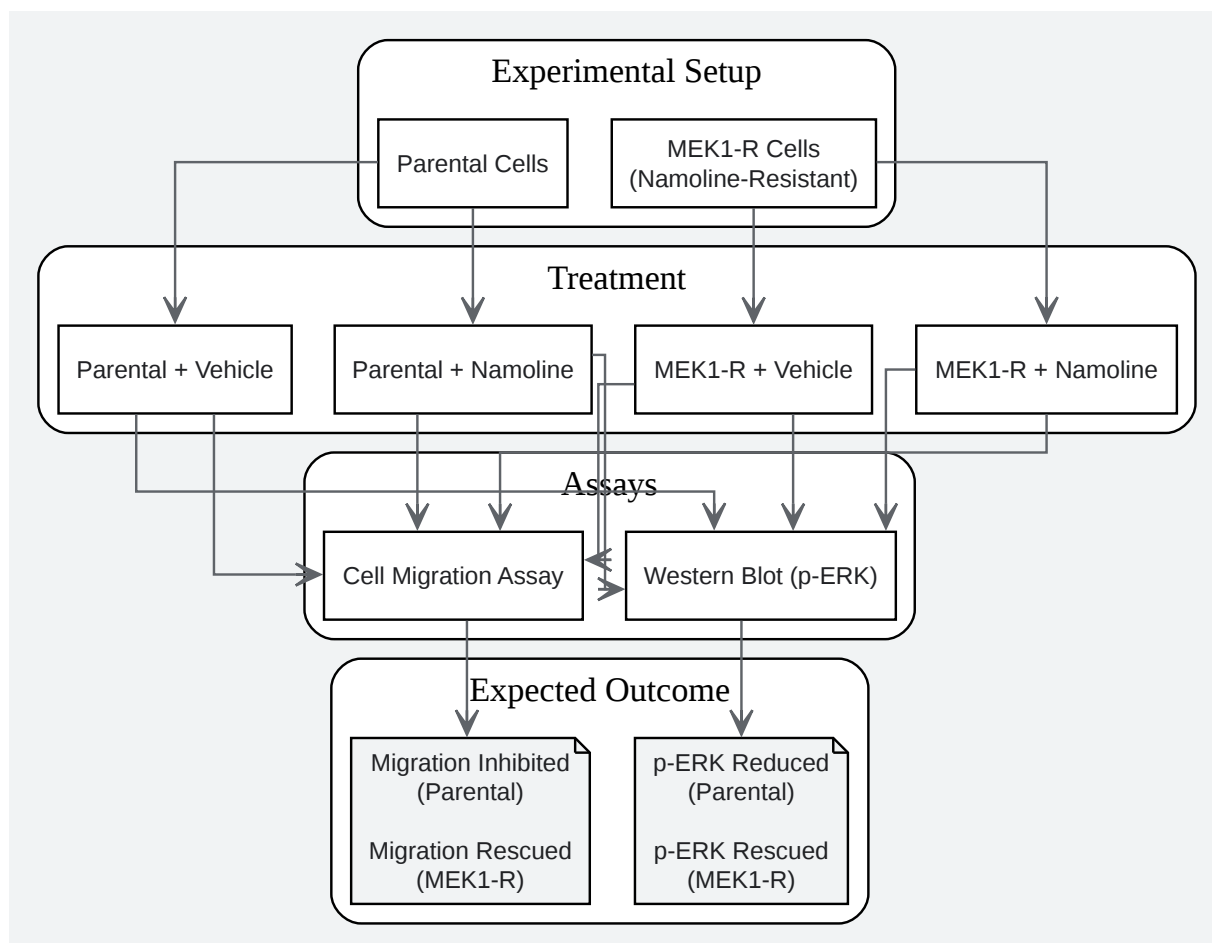 Experimental Setup
Parental Cells
MEK1-R Cells
(Namoline-Resistant)
Treatment
Parental + Vehicle
Parental + Namoline
MEK1-R + Vehicle
MEK1-R + Namoline
Assays
Cell Migration Assay
Western Blot (p-ERK)
Expected Outcome
Migration Inhibited
(Parental)
Migration Rescued
(MEK1-R)
p-ERK Reduced
(Parental)
p-ERK Rescued
(MEK1-R)